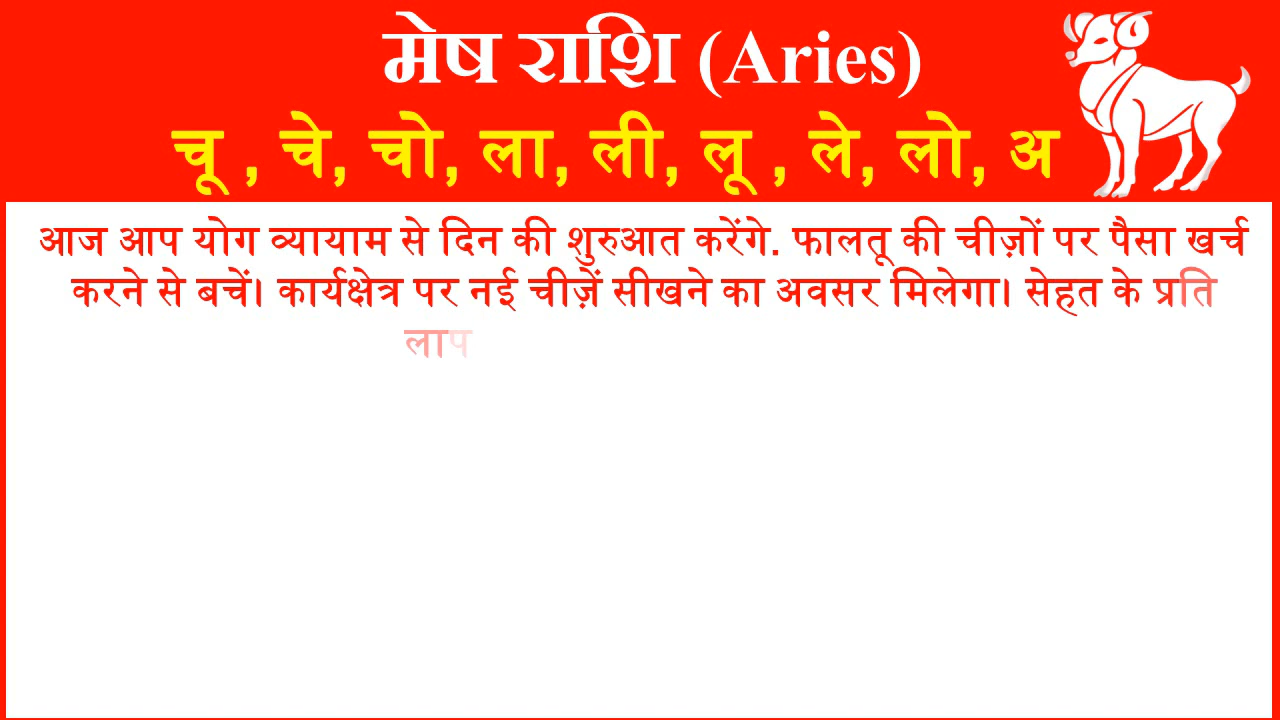 मेष राशि (Aries)
चू , चे, चो, ला, ली, लू , ले, लो, अ
आज आप योग व्यायाम से दिन की शुरुआत करेंगे. फालतू की चीज़ों पर पैसा खर्च
करने से बचें। कार्यक्षेत्र पर नई चीज़ें सीखने का अवसर मिलेगा। सेहत के प्रति
लाप